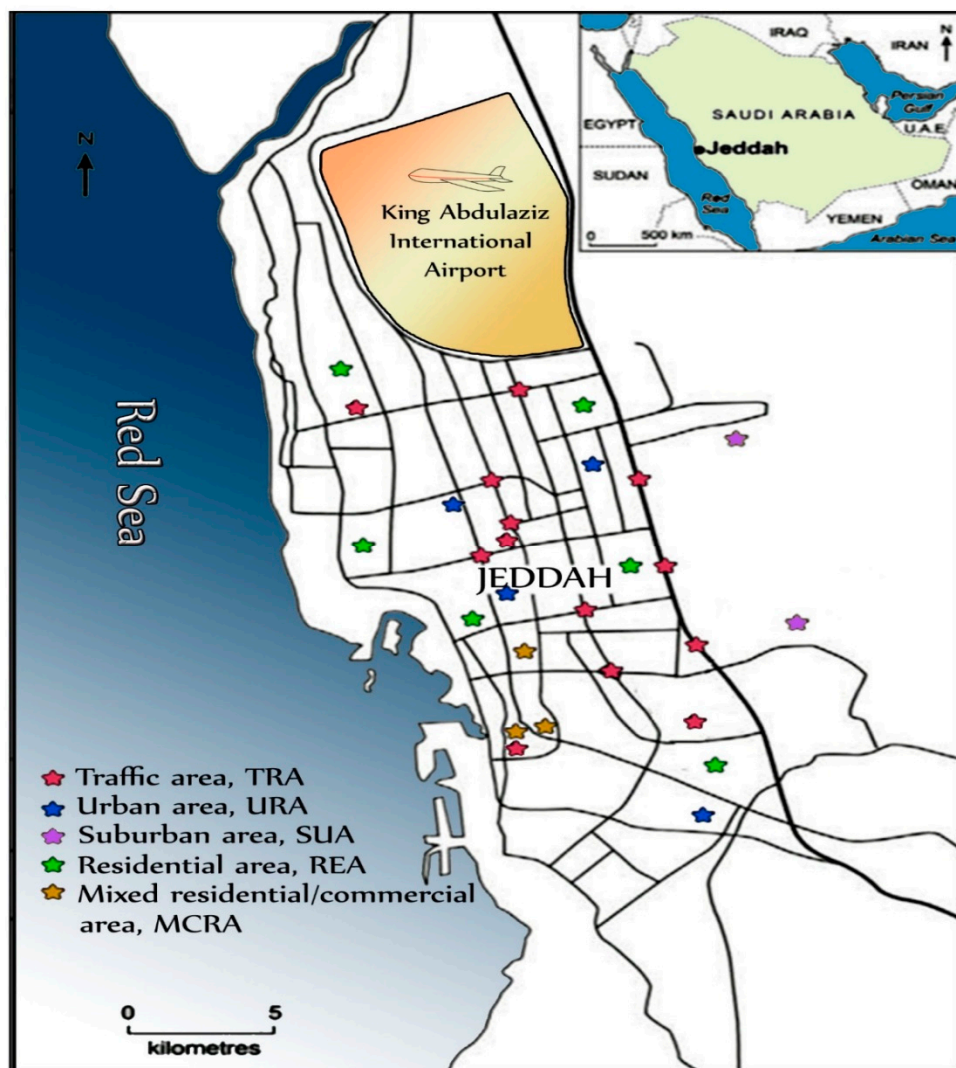 N
King Abdulaziz
International
Airport
IRAQ
IRAN
N
Persian
Gulf
SAUDI ARABIA
EGYPT
U.A.E.
Jeddah
SUDAN
OMAN
Red
Sea
YEMEN
0 500 km
Arabian Sea
Red Sea
JEDDAH
Traffic area, TRA
Urban area, URA
Suburban area, SUA
Residential area, REA
Mixed residential/commercial
area, MCRA
0 5
kilometres